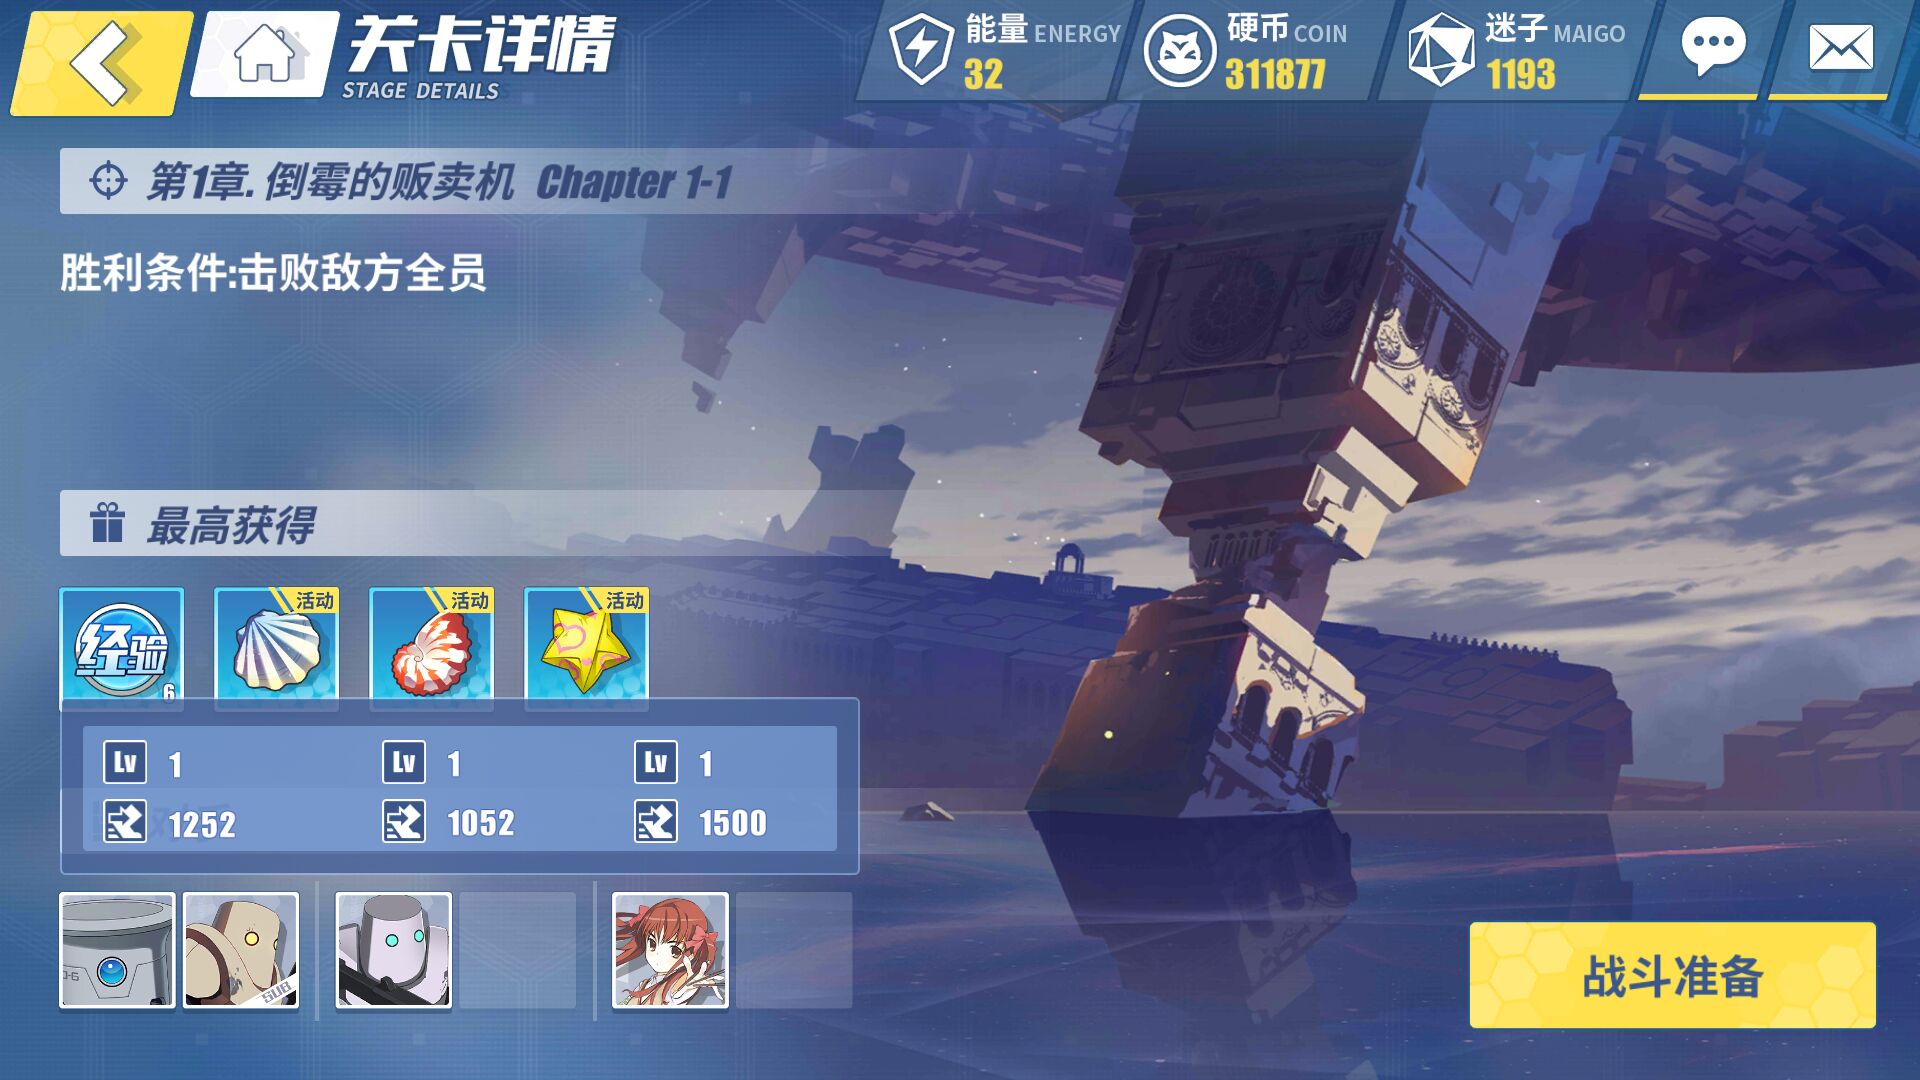 关卡详情
STAGE DETAILS
能量 ENERGY
32
硬币 COIN
311877
迷子 MAIGO
1193
第1章. 倒霉的贩卖机 Chapter 1-1
胜利条件:击败敌方全员
最高获得
经验
6
活动
活动
活动
Lv 1
Lv 1
Lv 1
1252
1052
1500
SUB
战斗准备